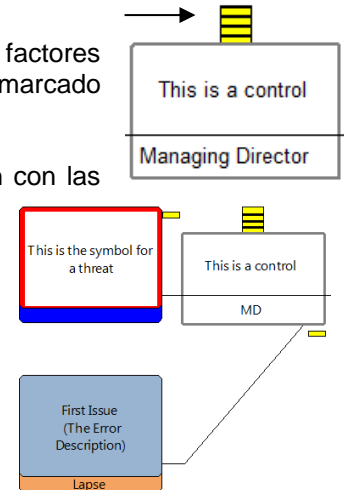 factores
This is a control
marcado
Managing Director
n con las
This is the symbol for
a threat
This is a control
MD
First Issue
(The Error
Description)
Lapse